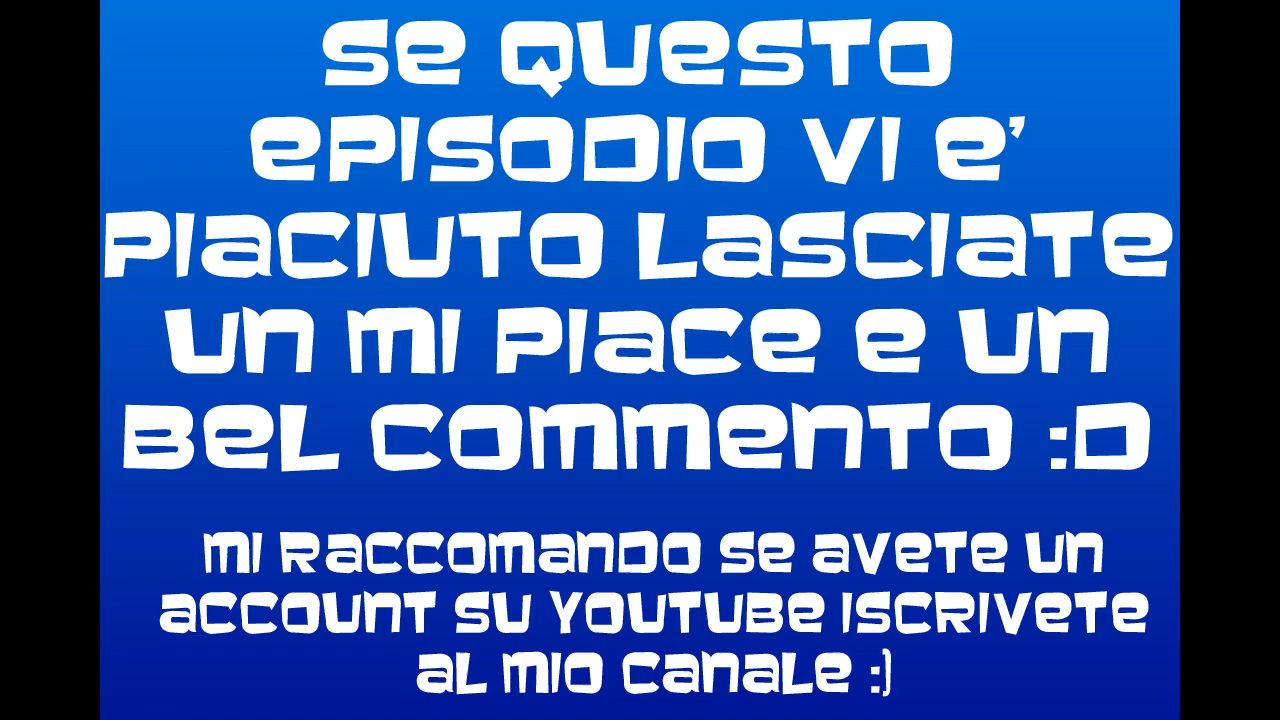 SE QUESTO
EPISODIO VI E'
PIACIUTO LASCIATE
UN MI PIACE E UN
BEL COMMENTO :D
MI RACCOMANDO SE AVETE UN
ACCOUNT SU YOUTUBE ISCRIVETE
AL MIO CANALE :)